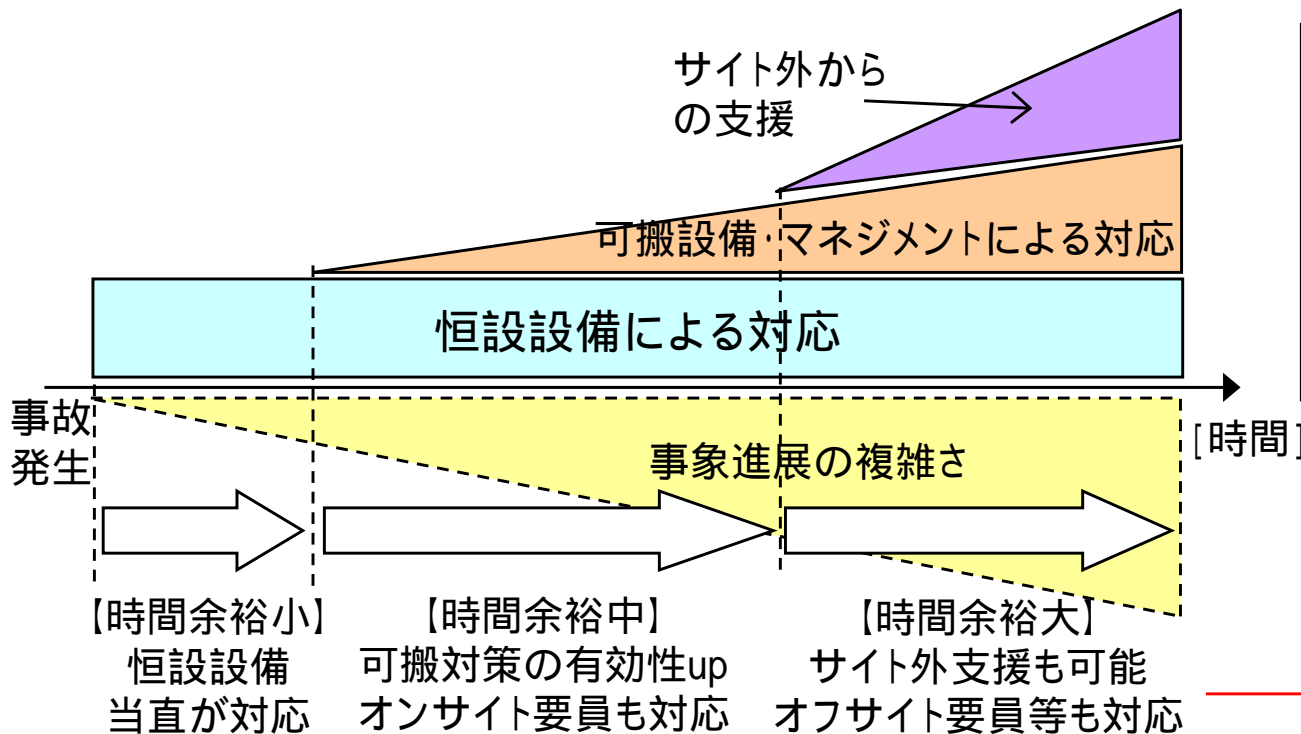 サイト外から
の支援
可搬設備・マネジメントによる対応
恒設設備による対応
事故
発生
[時間]
事象進展の複雑さ
【時間余裕小】
恒設設備
当直が対応
【時間余裕中】
可搬対策の有効性up
オンサイト要員も対応
【時間余裕大】
サイト外支援も可能
オフサイト要員等も対応